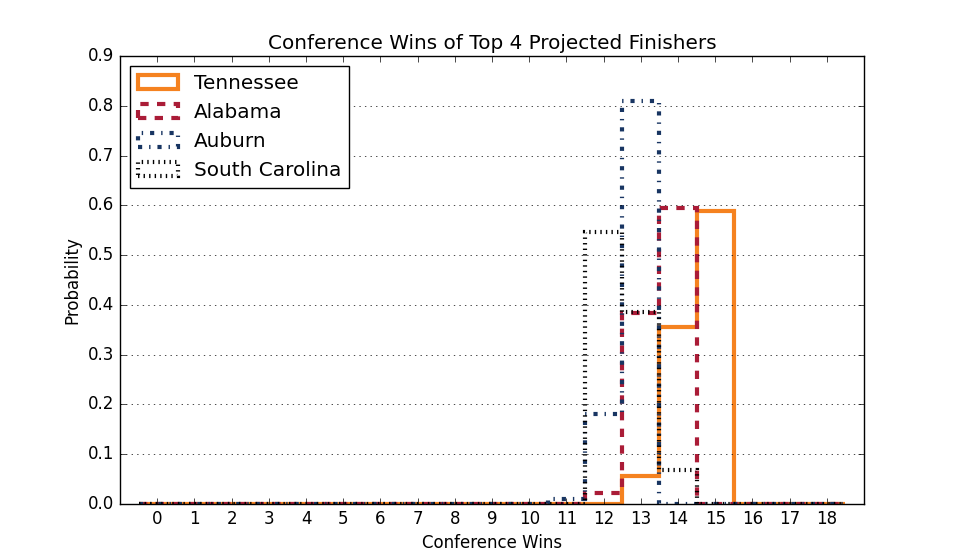 Conference Wins of Top 4 Projected Finishers
0.9
0.8
0.7
0.6
0.5
0.4
0.3
0.2
0.1
0.0
Probability
Tennessee
Alabama
Auburn
South Carolina
0 1 2 3 4 5 6 7 8 9 10 11 12 13 14 15 16 17 18
Conference Wins